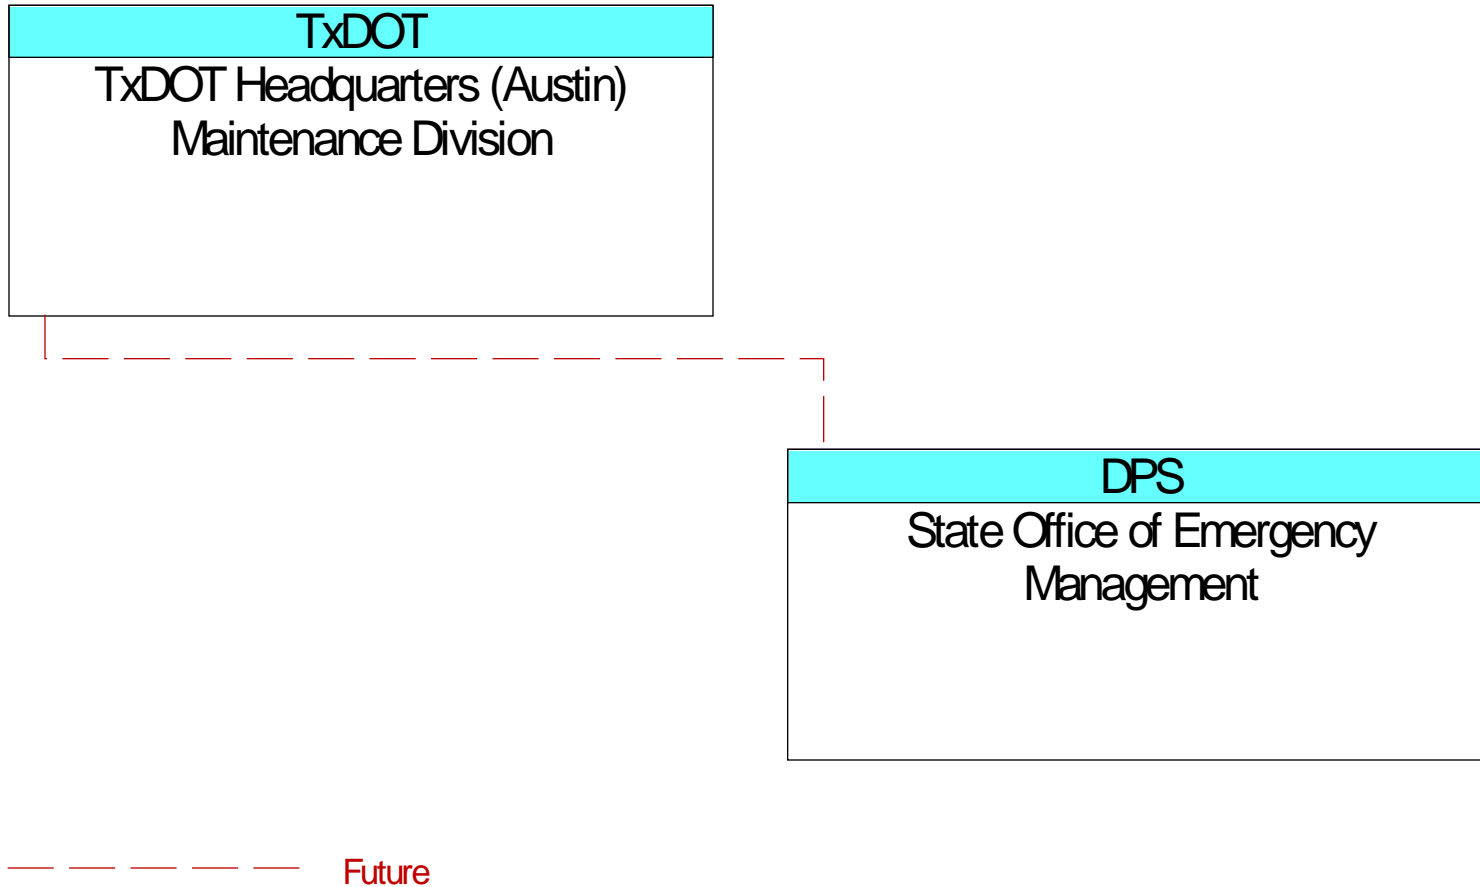 TxDOT
TxDOT Headquarters (Austin)
Maintenance Division
DPS
State Office of Emergency
Management
Future